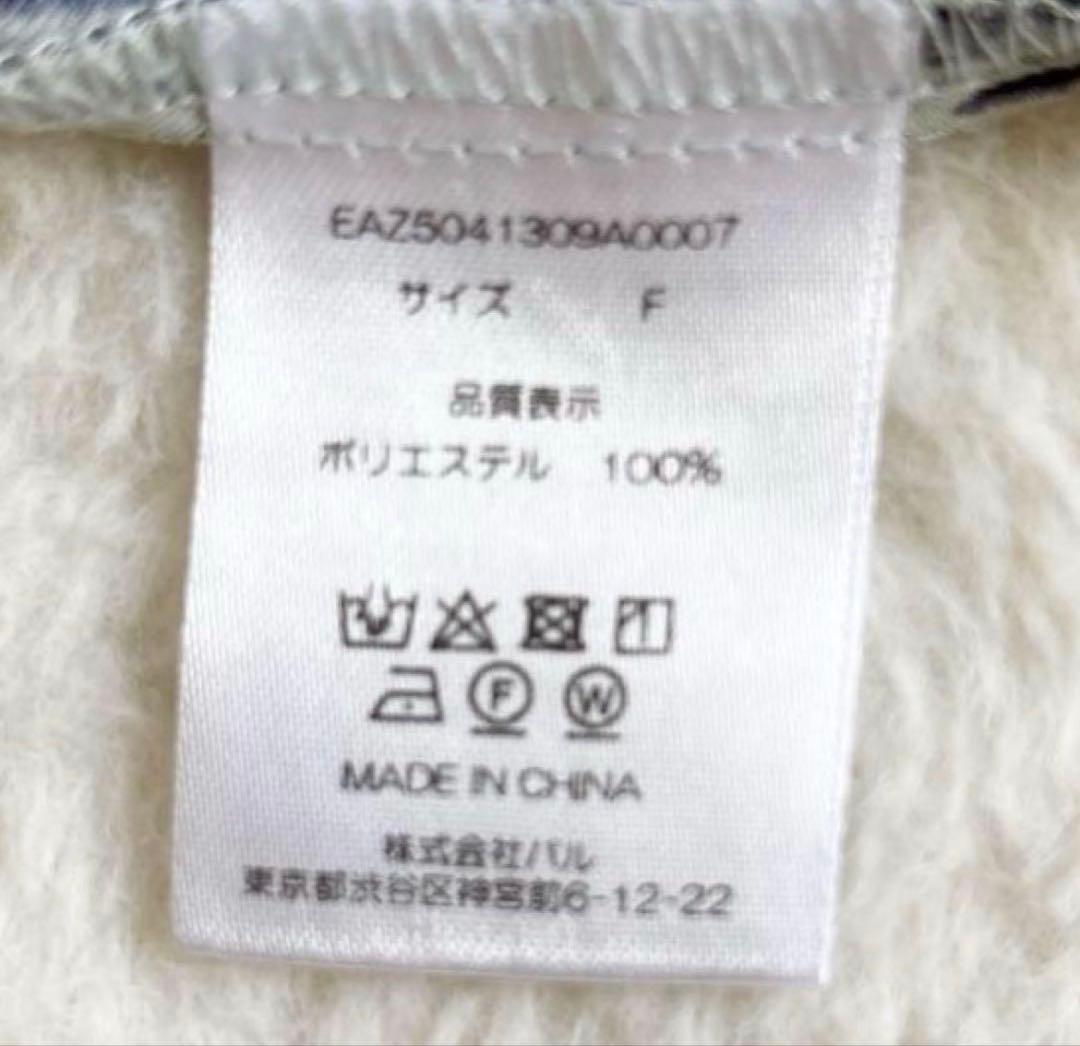 EAZ5041309A0007
サイズ F
品質表示
ポリエステル 100%
F W
MADE IN CHINA
株式会社パル
東京都渋谷区神宮前6-12-22